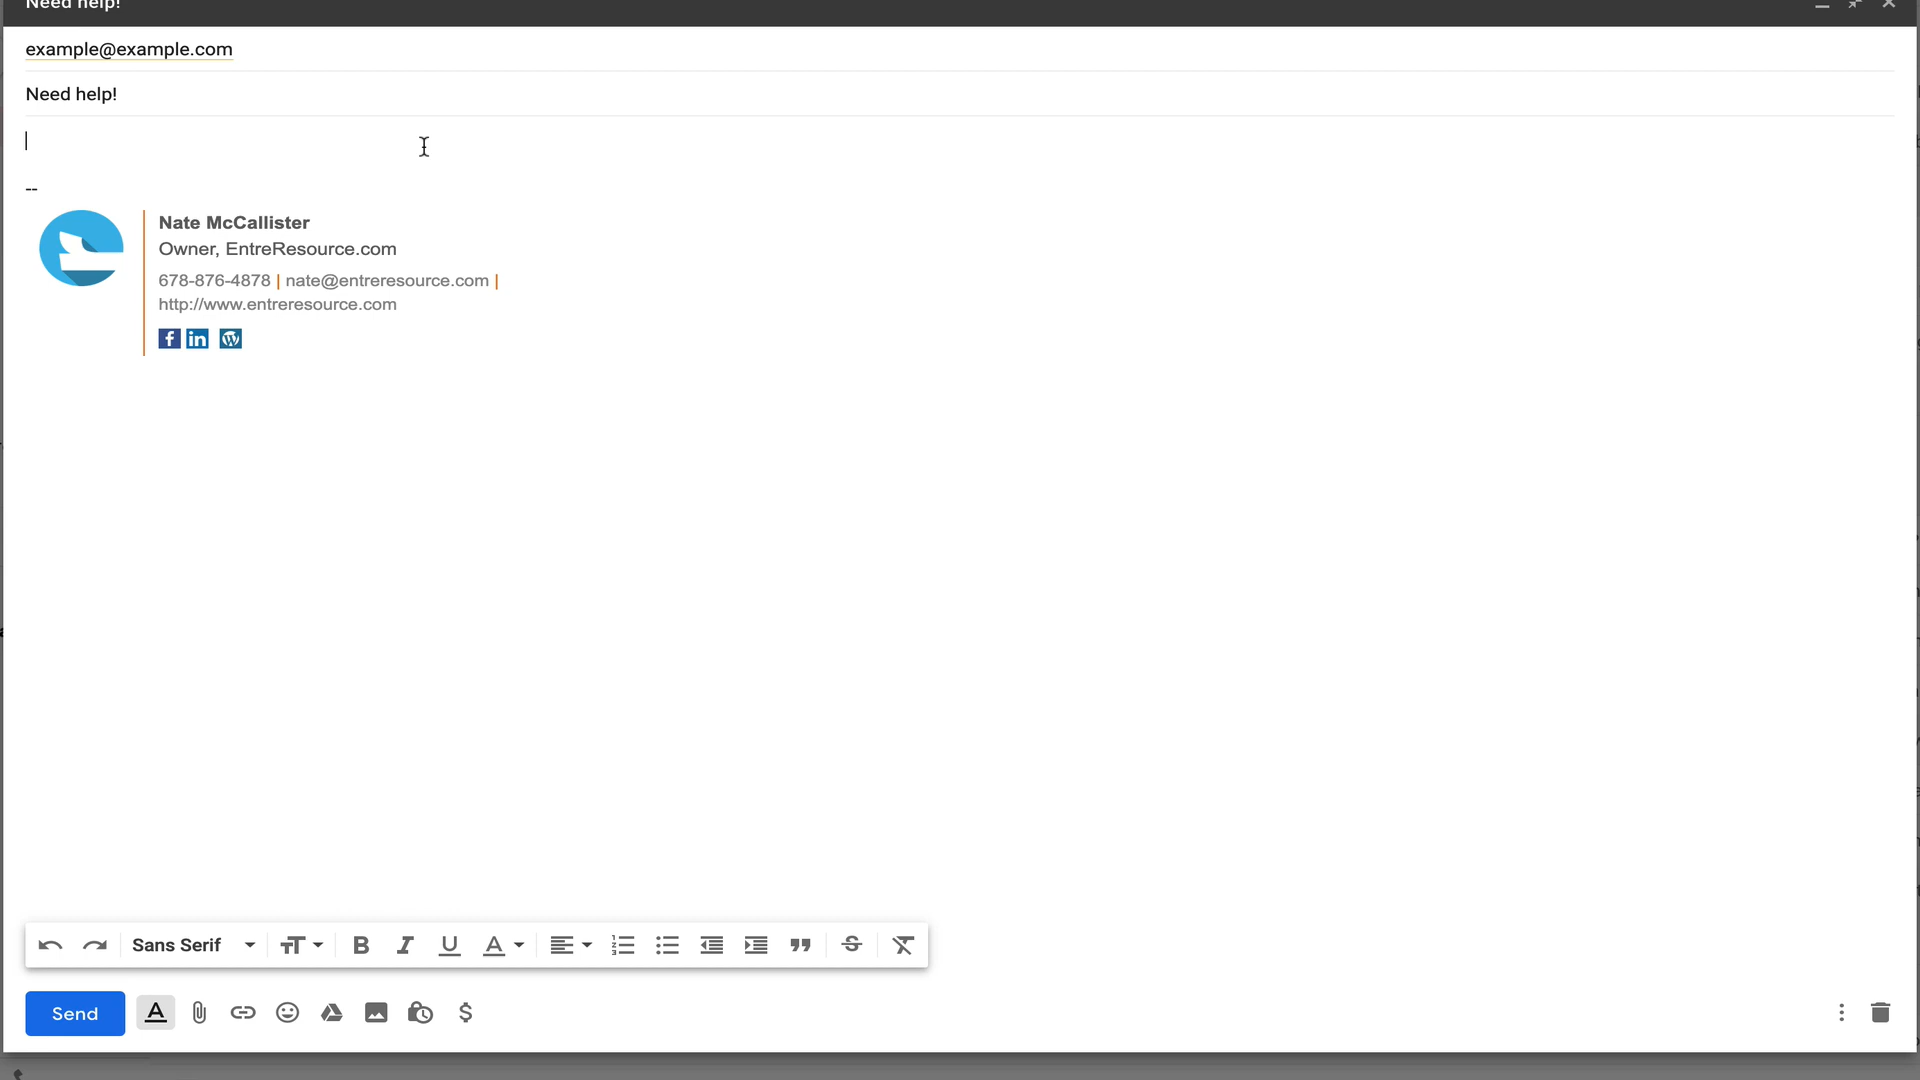 Need help!
example@example.com
Need help!
--
Nate McCallister
Owner, EntreResource.com
678-876-4878 | nate@entreresource.com |
http://www.entreresource.com
Sans Serif
Send